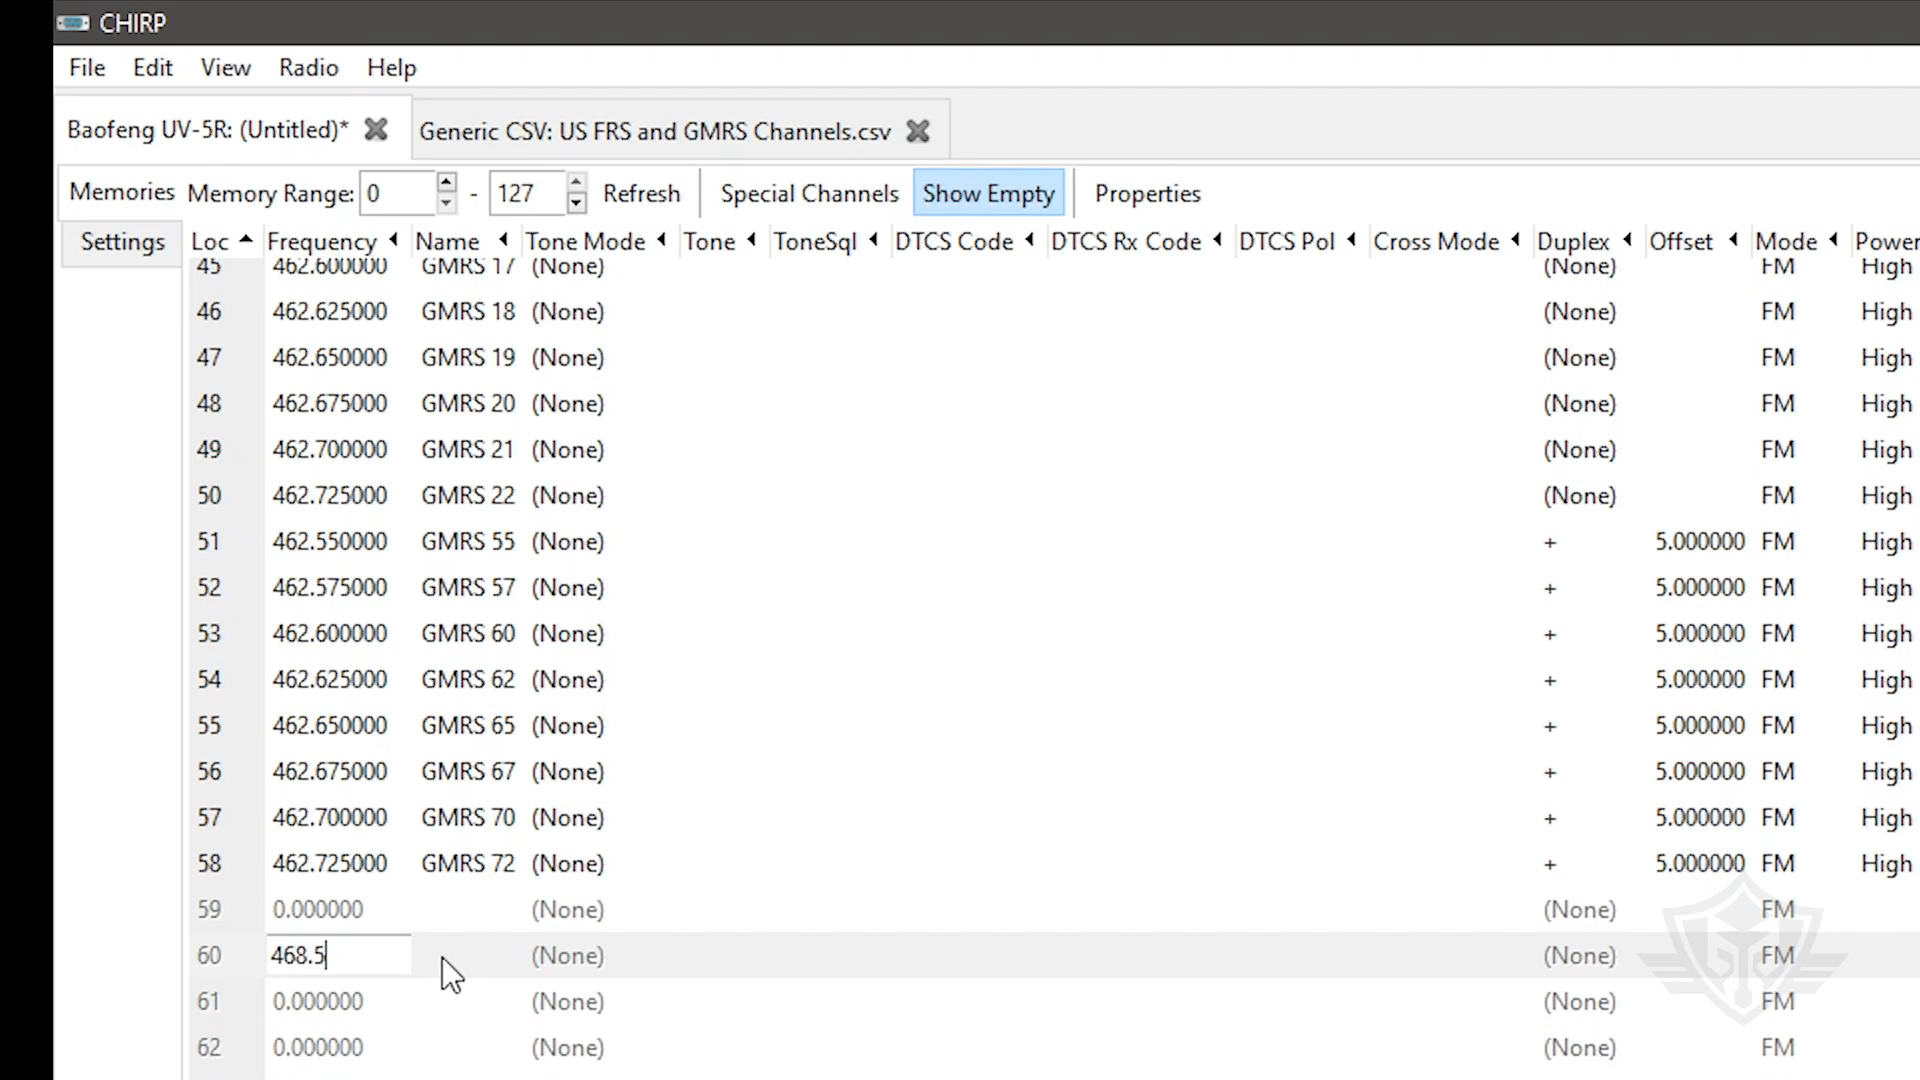 CHIRP
File Edit View Radio Help
Baofeng UV-5R: (Untitled)* Generic CSV: US FRS and GMRS Channels.csv
Memories Memory Range: 0 - 127 Refresh Special Channels Show Empty Properties
Settings Loc Frequency Name Tone Mode Tone ToneSql DTCS Code DTCS Rx Code DTCS Pol Cross Mode Duplex Offset Mode Power
45 462.600000 GMRS 17 (None) (None) FM High
46 462.625000 GMRS 18 (None) (None) FM High
47 462.650000 GMRS 19 (None) (None) FM High
48 462.675000 GMRS 20 (None) (None) FM High
49 462.700000 GMRS 21 (None) (None) FM High
50 462.725000 GMRS 22 (None) (None) FM High
51 462.550000 GMRS 55 (None) + 5.000000 FM High
52 462.575000 GMRS 57 (None) + 5.000000 FM High
53 462.600000 GMRS 60 (None) + 5.000000 FM High
54 462.625000 GMRS 62 (None) + 5.000000 FM High
55 462.650000 GMRS 65 (None) + 5.000000 FM High
56 462.675000 GMRS 67 (None) + 5.000000 FM High
57 462.700000 GMRS 70 (None) + 5.000000 FM High
58 462.725000 GMRS 72 (None) + 5.000000 FM High
59 0.000000 (None) (None) FM
60 468.5 (None) (None) FM
61 0.000000 (None) (None) FM
62 0.000000 (None) (None) FM